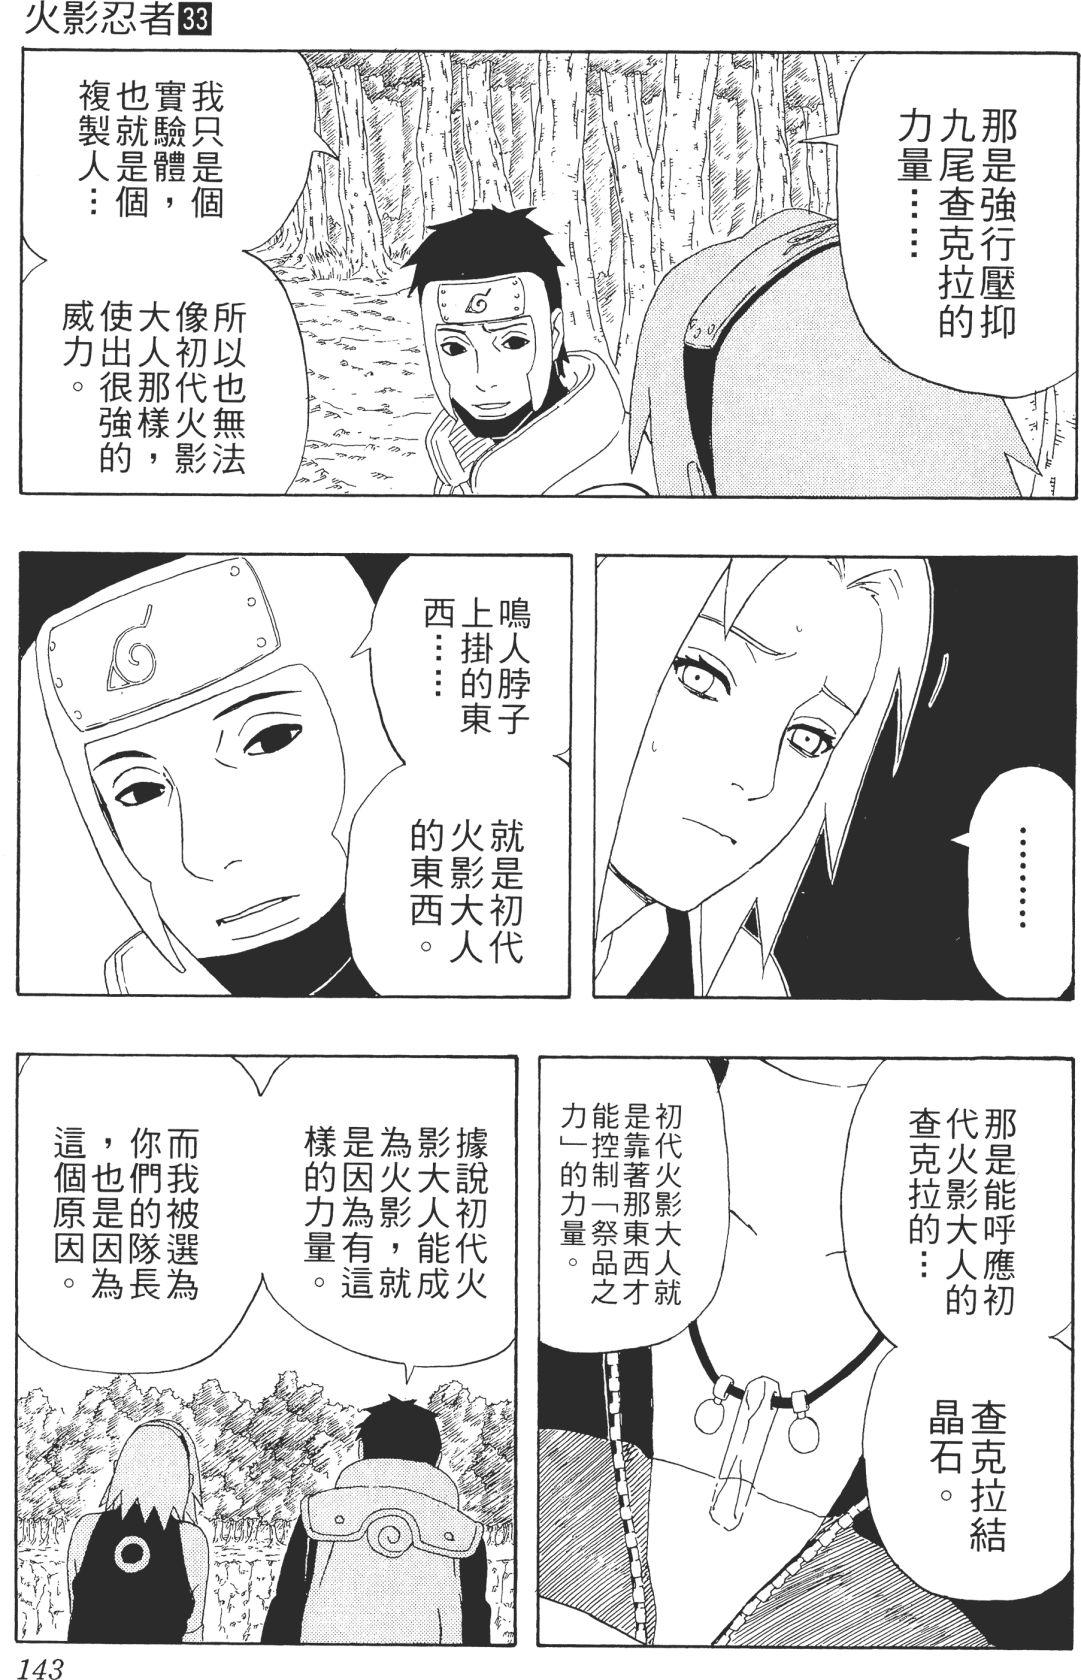 火影忍者33
那是強行壓抑
九尾查克拉的
力量……
我只是個
實驗體，
也就是個
複製人…
所以也無法
像初代火影
大人那樣，
使出很強的
威力。
………
鳴人脖子
上掛的東
西……
就是初代
火影大人
的東西。
那是能呼應初
代火影大人的
查克拉的…
查克拉結
晶石。
初代火影大人就
是靠著那東西才
能控制「祭品之
力」的力量。
據說初代火
影大人能成
為火影，就
是因為有這
樣的力量。
而我被選為
你們的隊長
，也是因為
這個原因。
143